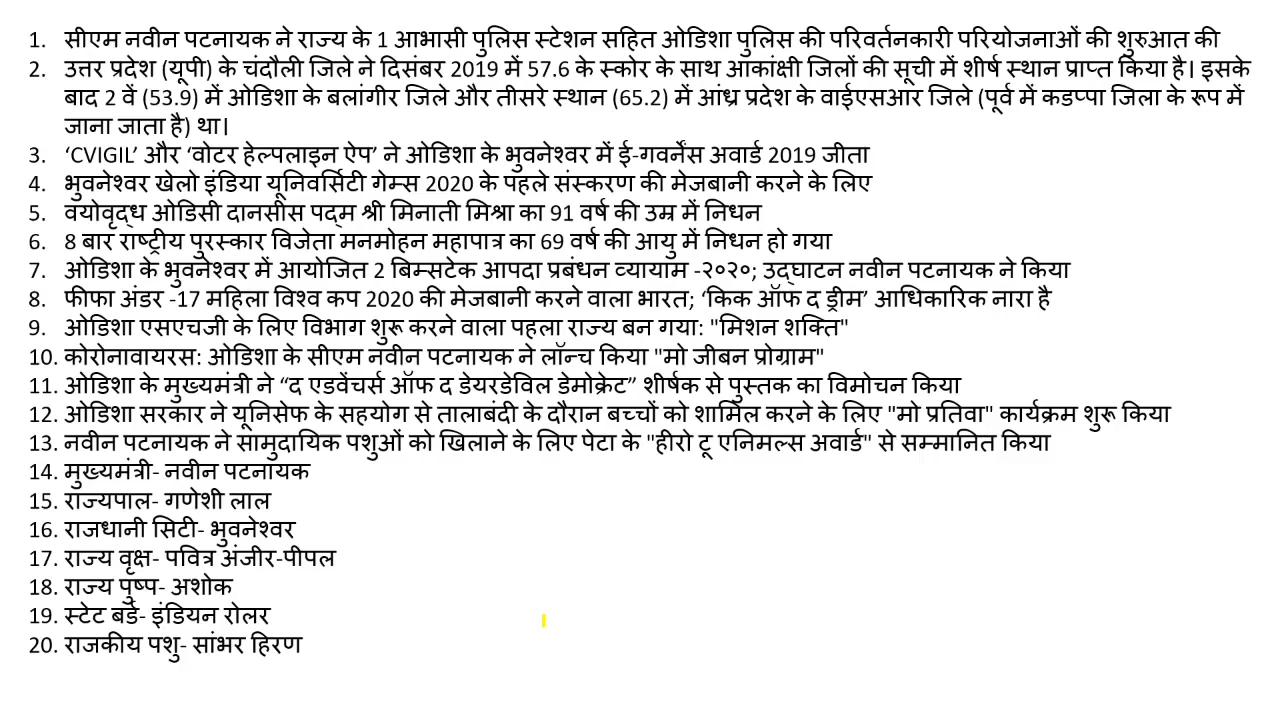 1. सीएम नवीन पटनायक ने राज्य के 1 आभासी पुलिस स्टेशन सहित ओडिशा पुलिस की परिवर्तनकारी परियोजनाओं की शुरुआत की
2. उत्तर प्रदेश (यूपी) के चंदौली जिले ने दिसंबर 2019 में 57.6 के स्कोर के साथ आकांक्षी जिलों की सूची में शीर्ष स्थान प्राप्त किया है। इसके
बाद 2 वें (53.9) में ओडिशा के बलांगीर जिले और तीसरे स्थान (65.2) में आंध्र प्रदेश के वाईएसआर जिले (पूर्व में कडप्पा जिला के रूप में
जाना जाता है) था।
3. ‘CVIGIL’ और ‘वोटर हेल्पलाइन ऐप’ ने ओडिशा के भुवनेश्वर में ई-गवर्नेंस अवार्ड 2019 जीता
4. भुवनेश्वर खेलो इंडिया यूनिवर्सिटी गेम्स 2020 के पहले संस्करण की मेजबानी करने के लिए
5. वयोवृद्ध ओडिसी दानसीस पद्म श्री मिनाती मिश्रा का 91 वर्ष की उम्र में निधन
6. 8 बार राष्ट्रीय पुरस्कार विजेता मनमोहन महापात्र का 69 वर्ष की आयु में निधन हो गया
7. ओडिशा के भुवनेश्वर में आयोजित 2 बिम्सटेक आपदा प्रबंधन व्यायाम -२०२०; उद्घाटन नवीन पटनायक ने किया
8. फीफा अंडर -17 महिला विश्व कप 2020 की मेजबानी करने वाला भारत; ‘किक ऑफ द ड्रीम’ आधिकारिक नारा है
9. ओडिशा एसएचजी के लिए विभाग शुरू करने वाला पहला राज्य बन गया: "मिशन शक्ति"
10. कोरोनावायरस: ओडिशा के सीएम नवीन पटनायक ने लॉन्च किया "मो जीबन प्रोग्राम"
11. ओडिशा के मुख्यमंत्री ने “द एडवेंचर्स ऑफ द डेयरडेविल डेमोक्रेट” शीर्षक से पुस्तक का विमोचन किया
12. ओडिशा सरकार ने यूनिसेफ के सहयोग से तालाबंदी के दौरान बच्चों को शामिल करने के लिए "मो प्रतिवा" कार्यक्रम शुरू किया
13. नवीन पटनायक ने सामुदायिक पशुओं को खिलाने के लिए पेटा के "हीरो टू एनिमल्स अवार्ड" से सम्मानित किया
14. मुख्यमंत्री- नवीन पटनायक
15. राज्यपाल- गणेशी लाल
16. राजधानी सिटी- भुवनेश्वर
17. राज्य वृक्ष- पवित्र अंजीर-पीपल
18. राज्य पुष्प- अशोक
19. स्टेट बर्ड- इंडियन रोलर
20. राजकीय पशु- सांभर हिरण